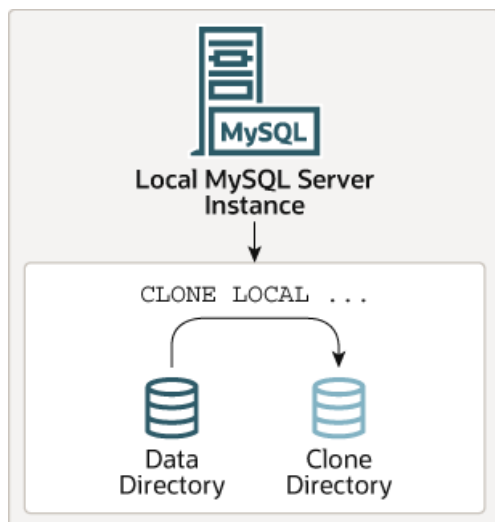 MySQL
Local MySQL Server
Instance
CLONE LOCAL ...
Data
Directory
Clone
Directory